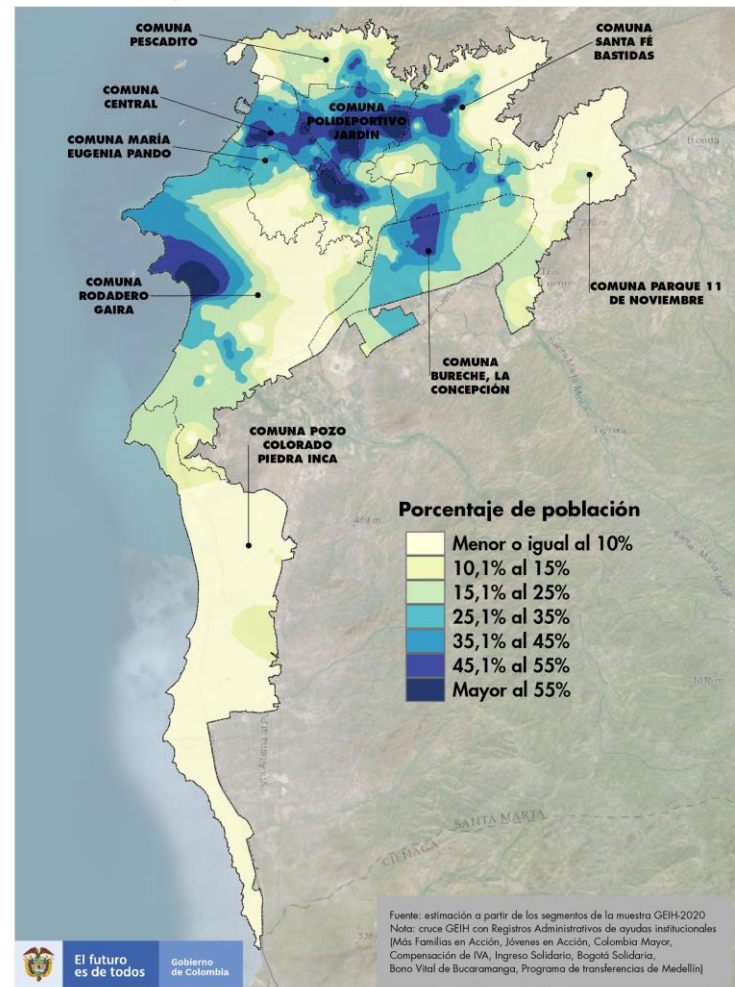 COMUNA
PESCADITO
COMUNA
SANTA FÉ
BASTIDAS
COMUNA
CENTRAL
COMUNA
POLIDEPORTIVO
JARDÍN
COMUNA MARÍA
EUGENIA PANDO
Bonda
COMUNA
RODADERO
GAIRA
COMUNA PARQUE 11
DE NOVIEMBRE
COMUNA
BURECHE, LA
CONCEPCIÓN
COMUNA POZO
COLORADO
PIEDRA INCA
Porcentaje de población
Menor o igual al 10%
10,1% al 15%
15,1% al 25%
25,1% al 35%
35,1% al 45%
45,1% al 55%
Mayor al 55%
SANTA MARTA
CIÉNAGA
Fuente: estimación a partir de los segmentos de la muestra GEIH-2020
Nota: cruce GEIH con Registros Administrativos de ayudas institucionales
(Más Familias en Acción, Jóvenes en Acción, Colombia Mayor,
Compensación de IVA, Ingreso Solidario, Bogotá Solidaria,
Bono Vital de Bucaramanga, Programa de transferencias de Medellín)
El futuro
es de todos
Gobierno
de Colombia